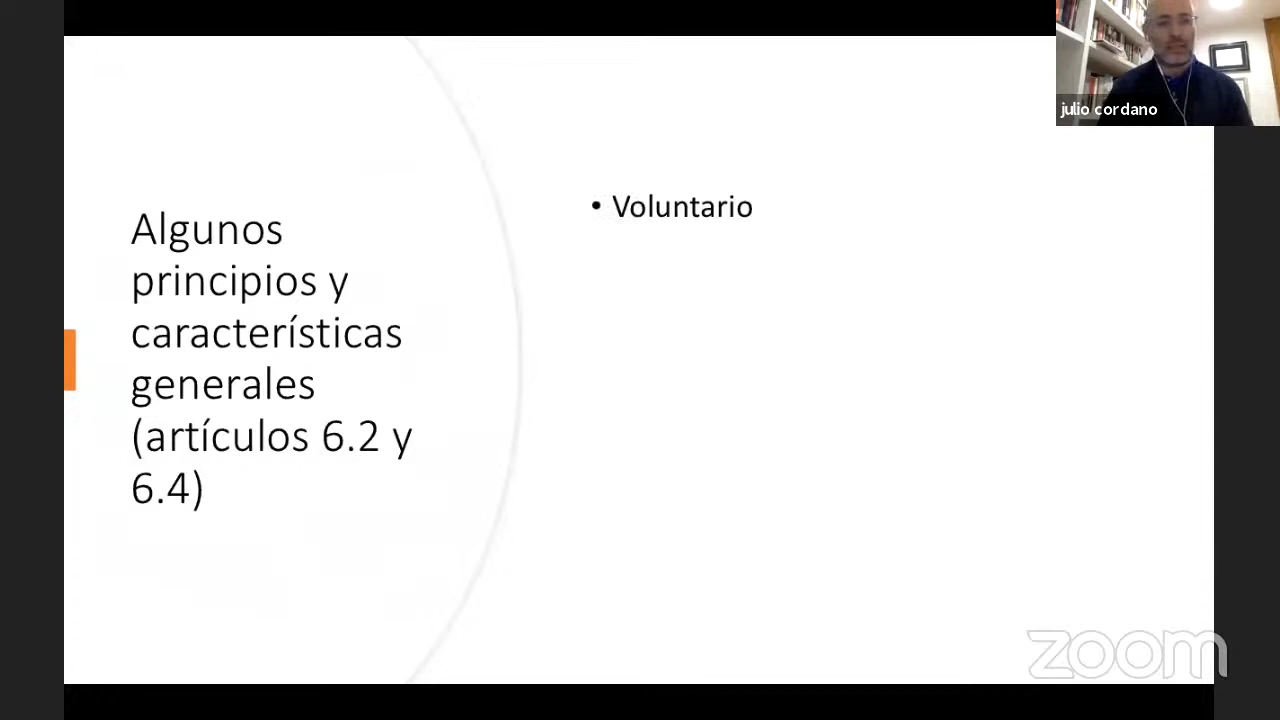 julio cordano
• Voluntario
Algunos
principios y
características
generales
(artículos 6.2 y
6.4)
zoom